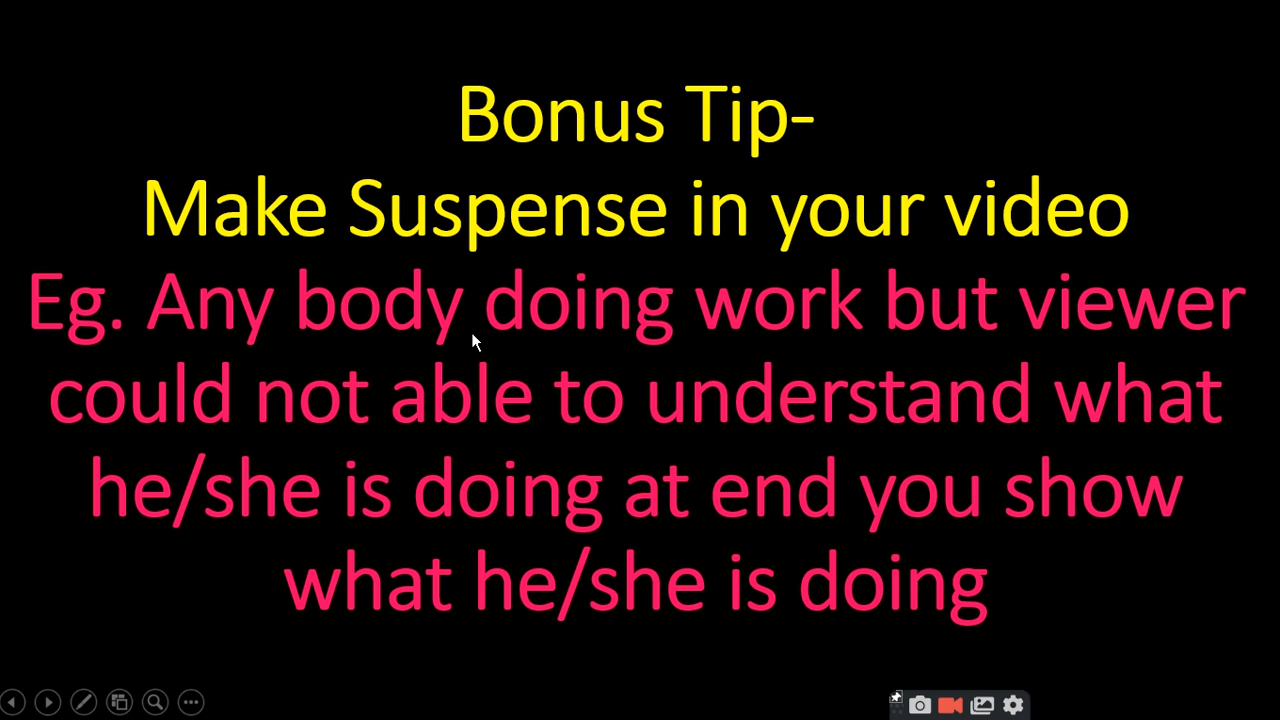 Bonus Tip-
Make Suspense in your video
Eg. Any body doing work but viewer
could not able to understand what
he/she is doing at end you show
what he/she is doing